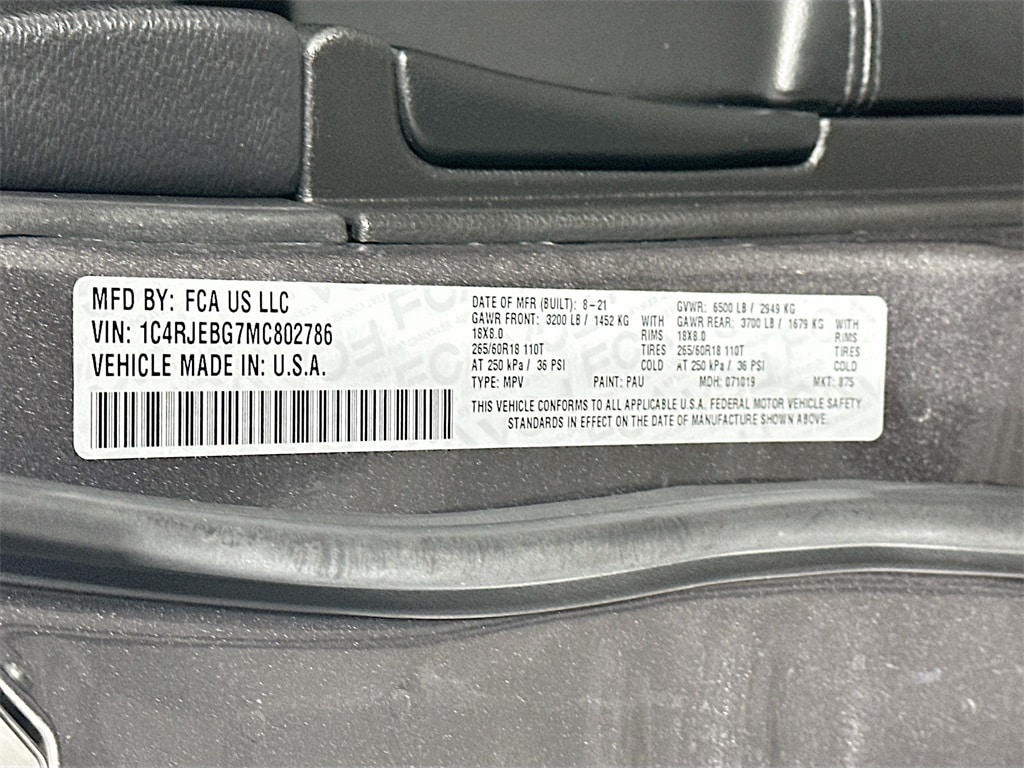 MFD BY: FCA US LLC
VIN: 1C4RJEBG7MC802786
VEHICLE MADE IN: U.S.A.
DATE OF MFR (BUILT): 8-21 GVWR: 6500 LB / 2949 KG
GAWR FRONT: 3200 LB / 1452 KG WITH GAWR REAR: 3700 LB / 1679 KG WITH
18X8.0 RIMS 18X8.0 RIMS
265/60R18 110T TIRES 265/60R18 110T TIRES
AT 250 kPa / 36 PSI COLD AT 250 kPa / 36 PSI COLD
TYPE: MPV PAINT: PAU MDH: 071019 MKT: 875
THIS VEHICLE CONFORMS TO ALL APPLICABLE U.S.A. FEDERAL MOTOR VEHICLE SAFETY
STANDARDS IN EFFECT ON THE DATE OF MANUFACTURE SHOWN ABOVE.